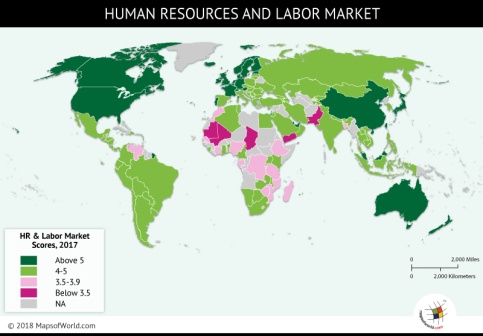 HUMAN RESOURCES AND LABOR MARKET
HR & Labor Market
Scores, 2017
Above 5
4-5
3.5-3.9
Below 3.5
NA
0 2,000 Miles
0 2,000 Kilometers
© 2018 MapsofWorld.com